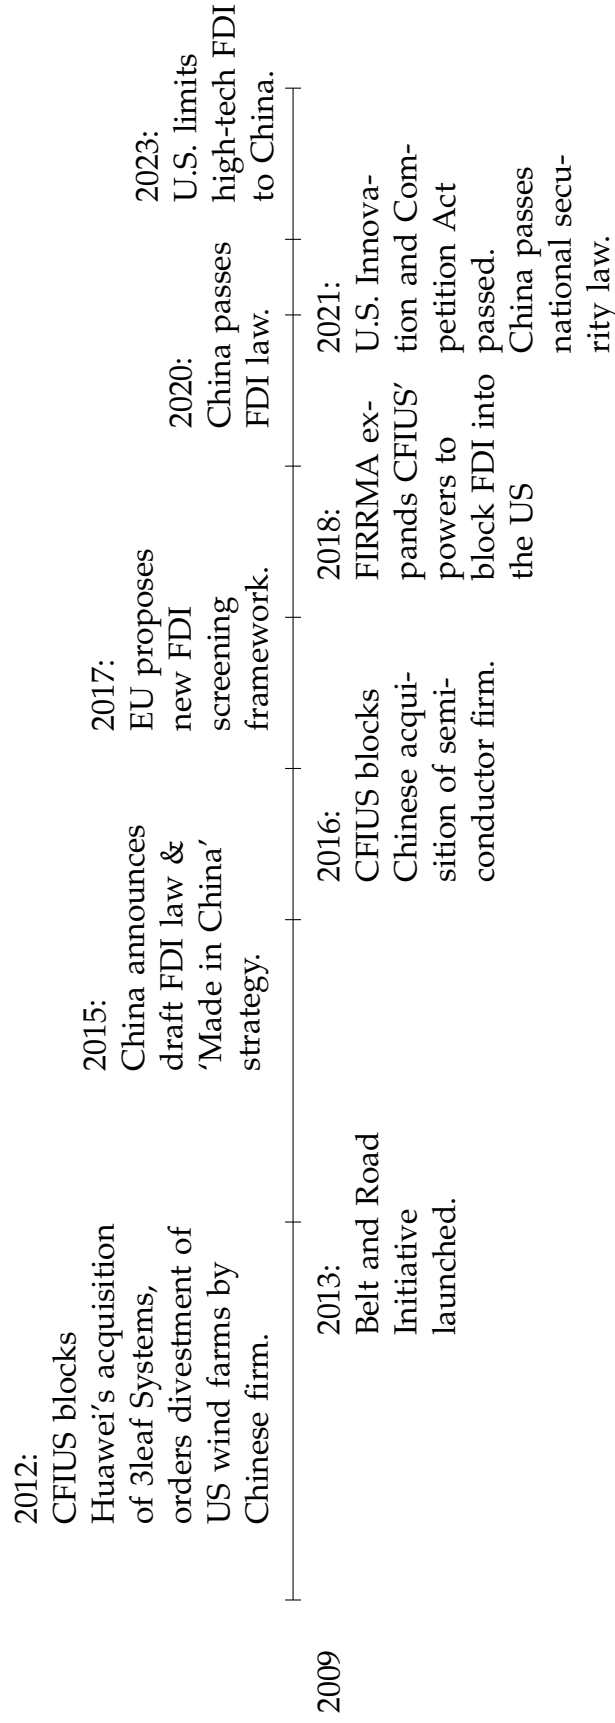 2009
2012:
CFIUS blocks
Huawei's acquisition
of 3leaf Systems,
orders divestment of
US wind farms by
Chinese firm.
2013:
Belt and Road
Initiative
launched.
2015:
China announces
draft FDI law &
'Made in China'
strategy.
2016:
CFIUS blocks
Chinese acqui-
sition of semi-
conductor firm.
2017:
EU proposes
new FDI
screening
framework.
2018:
FIRRMA ex-
pands CFIUS'
powers to
block FDI into
the US
2020:
China passes
FDI law.
2021:
U.S. Innova-
tion and Com-
petition Act
passed.
China passes
national secu-
rity law.
2023:
U.S. limits
high-tech FDI
to China.